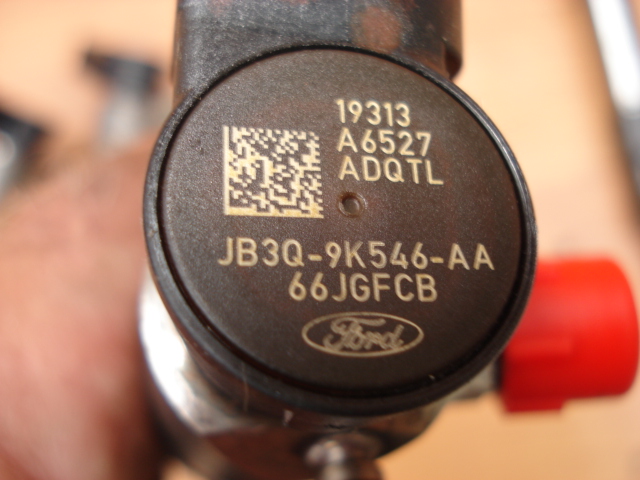 19313
A6527
ADQTL
JB3Q-9K546-AA
66JGFCB
Ford